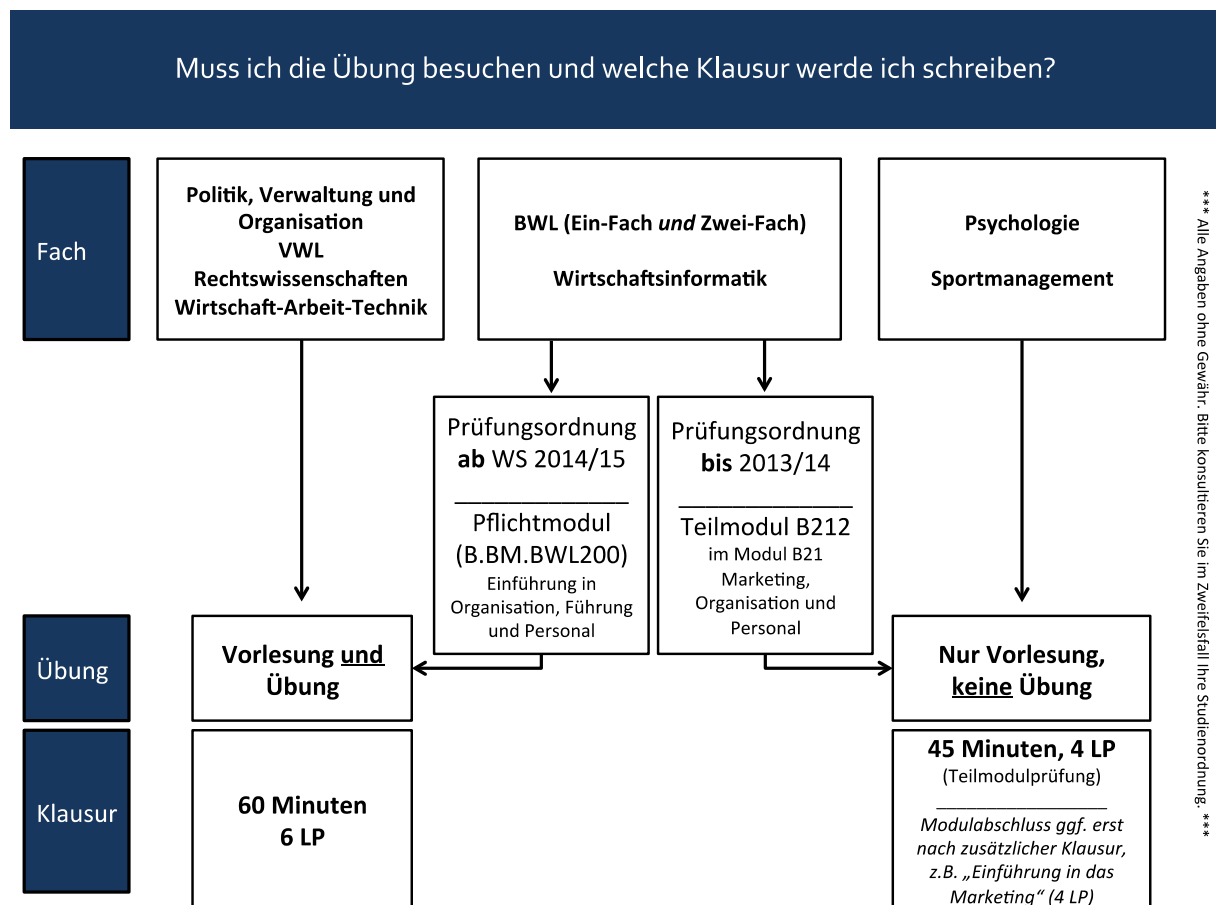 Muss ich die Übung besuchen und welche Klausur werde ich schreiben?
Fach
Politik, Verwaltung und
Organisation
VWL
Rechtswissenschaften
Wirtschaft-Arbeit-Technik
BWL (Ein-Fach und Zwei-Fach)
Wirtschaftsinformatik
Psychologie
Sportmanagement
Prüfungsordnung
ab WS 2014/15
_____________
Pflichtmodul
(B.BM.BWL200)
Einführung in
Organisation, Führung
und Personal
Prüfungsordnung
bis 2013/14
_____________
Teilmodul B212
im Modul B21
Marketing,
Organisation und
Personal
Übung
Vorlesung und
Übung
Nur Vorlesung,
keine Übung
Klausur
60 Minuten
6 LP
45 Minuten, 4 LP
(Teilmodulprüfung)
_________________
Modulabschluss ggf. erst
nach zusätzlicher Klausur,
z.B. „Einführung in das
Marketing“ (4 LP)
*** Alle Angaben ohne Gewähr. Bitte konsultieren Sie im Zweifelsfall Ihre Studienordnung. ***